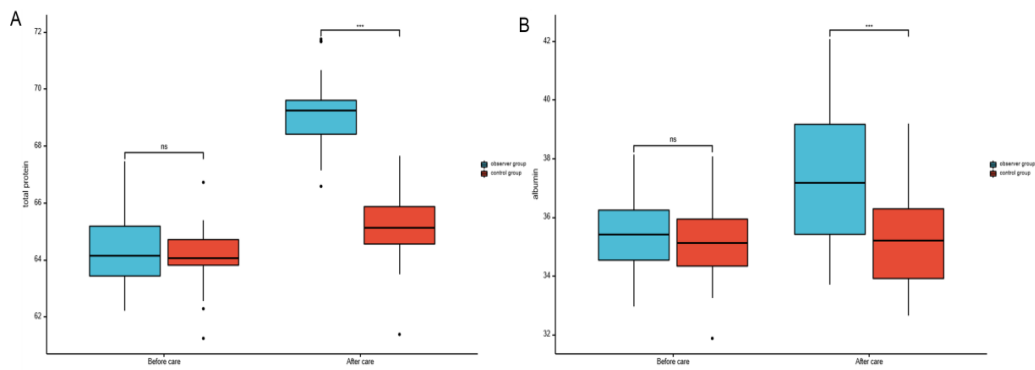 A
72
70
68
66
64
62
total protein
ns
***
Before care
After care
observer group
control group
B
42
40
38
36
34
32
albumin
ns
***
Before care
After care
observer group
control group